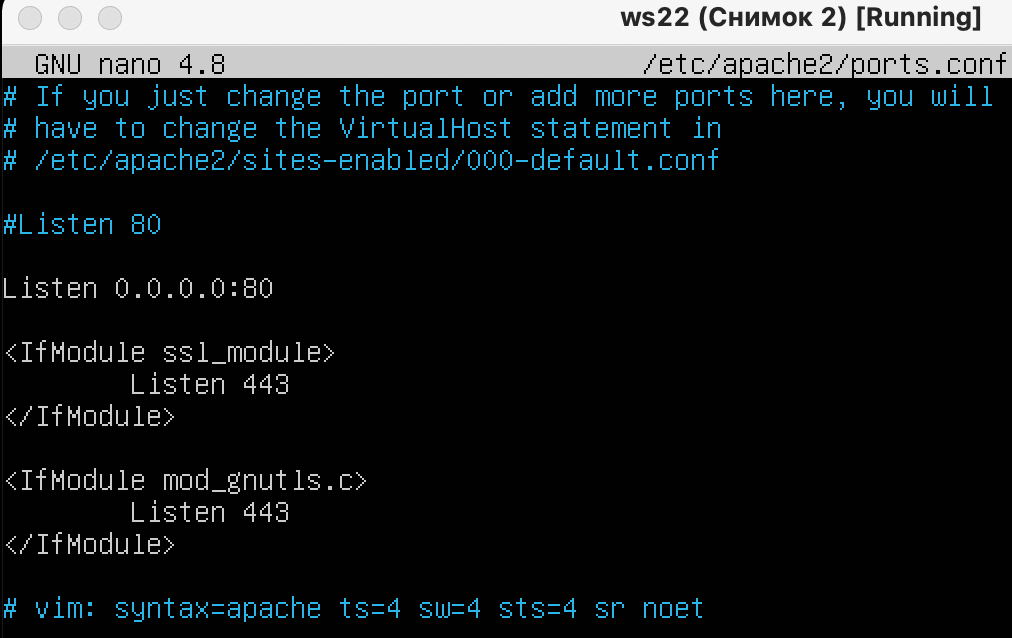 ws22 (Снимок 2) [Running]
GNU nano 4.8 /etc/apache2/ports.conf
# If you just change the port or add more ports here, you will
# have to change the VirtualHost statement in
# /etc/apache2/sites-enabled/000-default.conf
#Listen 80
Listen 0.0.0.0:80
<IfModule ssl_module>
Listen 443
</IfModule>
<IfModule mod_gnutls.c>
Listen 443
</IfModule>
# vim: syntax=apache ts=4 sw=4 sts=4 sr noet